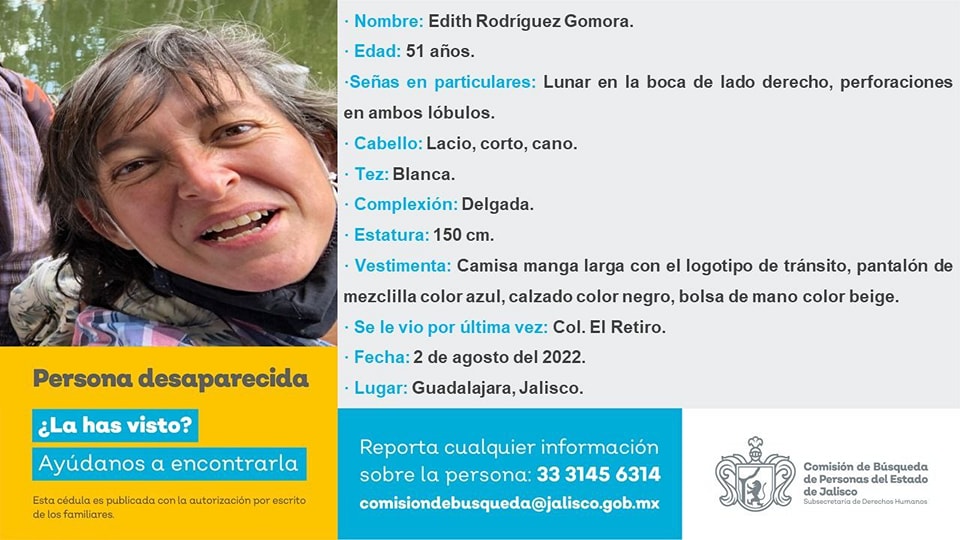 · Nombre: Edith Rodríguez Gomora.
· Edad: 51 años.
·Señas en particulares: Lunar en la boca de lado derecho, perforaciones
en ambos lóbulos.
· Cabello: Lacio, corto, cano.
· Tez: Blanca.
· Complexión: Delgada.
· Estatura: 150 cm.
· Vestimenta: Camisa manga larga con el logotipo de tránsito, pantalón de
mezclilla color azul, calzado color negro, bolsa de mano color beige.
· Se le vio por última vez: Col. El Retiro.
· Fecha: 2 de agosto del 2022.
· Lugar: Guadalajara, Jalisco.
Persona desaparecida
¿La has visto?
Ayúdanos a encontrarla
Esta cédula es publicada con la autorización por escrito
de los familiares.
Reporta cualquier información
sobre la persona: 33 3145 6314
comisiondebusqueda@jalisco.gob.mx
Comisión de Búsqueda
de Personas del Estado
de Jalisco
Subsecretaría de Derechos Humanos